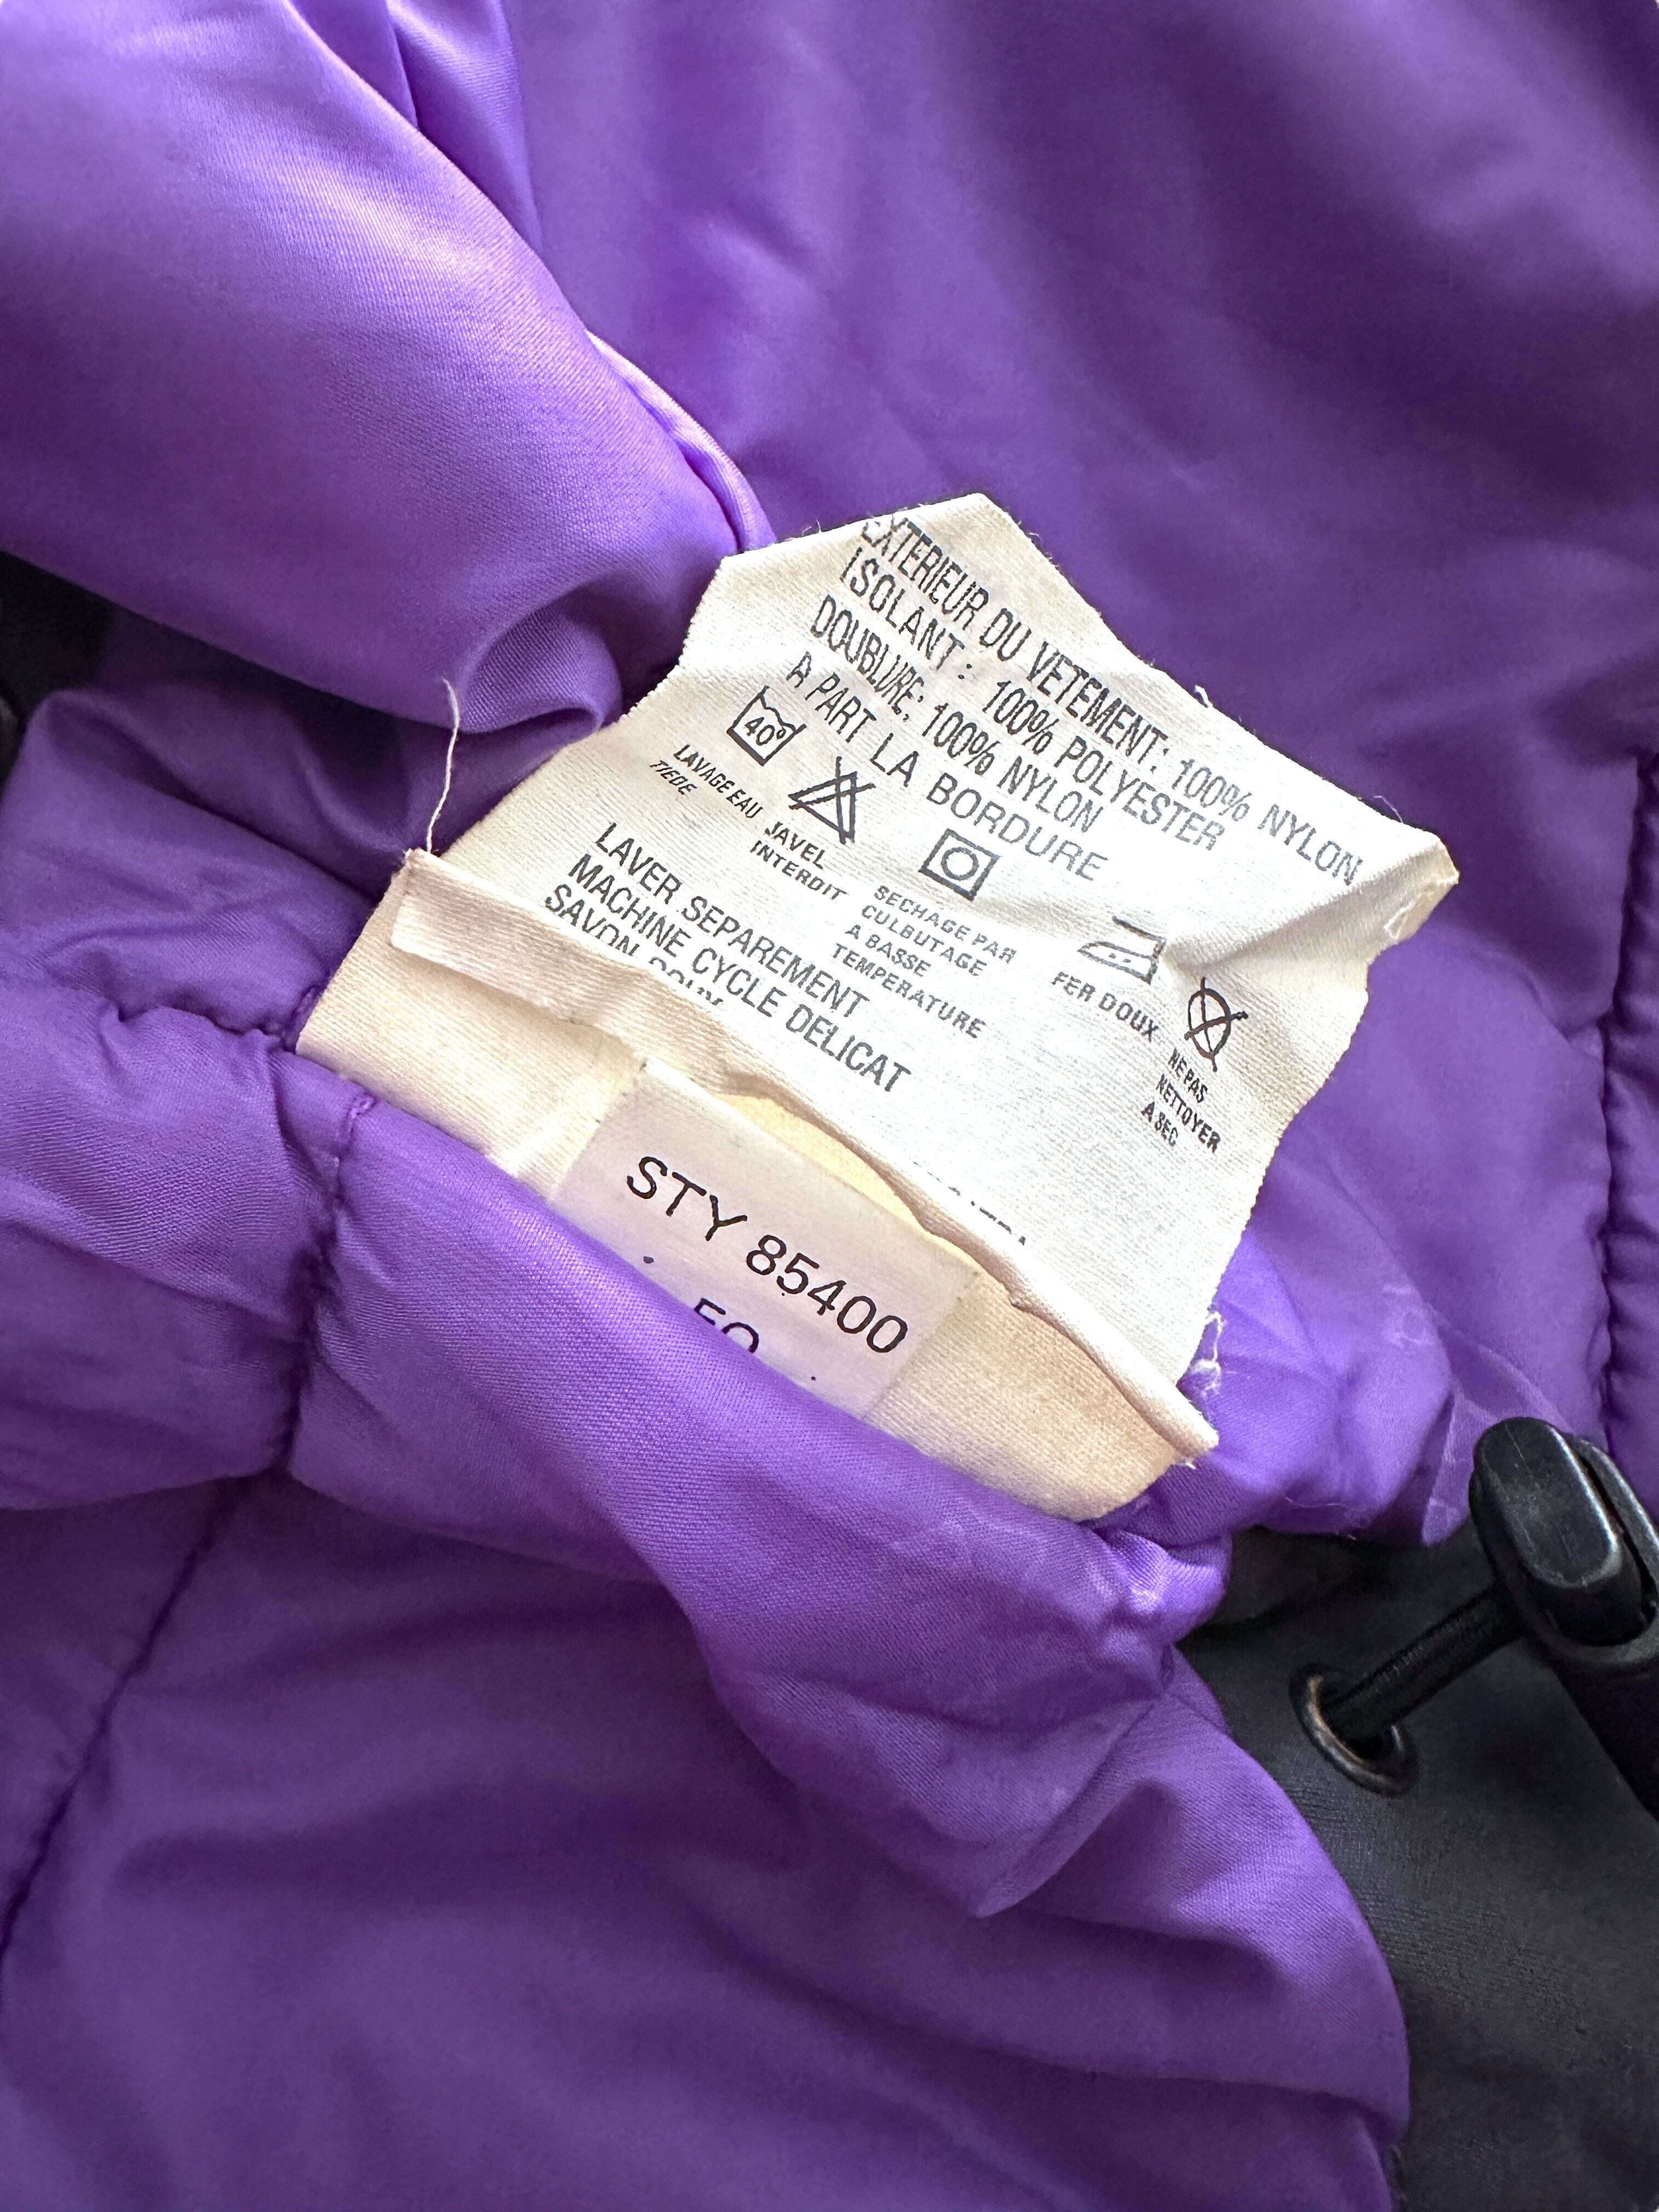 EXTERIEUR DU VETEMENT: 100% NYLON
ISOLANT: 100% POLYESTER
DOUBLURE; 100% NYLON
A PART LA BORDURE
40°
LAVAGE EAU
TIEDE
JAVEL
INTERDIT
SECHAGE PAR
CULBUTAGE
A BASSE
TEMPERATURE
FER DOUX
NE PAS
NETTOYER
A SEC
LAVER SEPAREMENT
MACHINE CYCLE DELICAT
SAVON DOUX
STY 85400